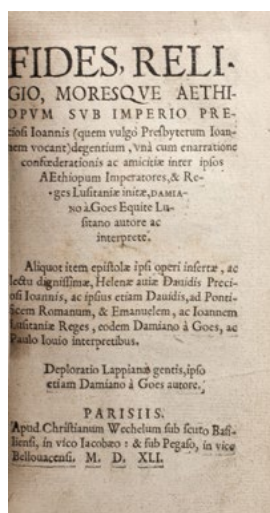 FIDES, RELI-
GIO, MORESQVE AETHI-
OPVM SVB IMPERIO PRE-
tiosi Ioannis (quem vulgò Presbyterum Ioan-
nem vocant) degentium, vnà cum enarratione
confœderationis ac amicitiæ inter ipsos
AEthiopum Imperatores, & Re-
ges Lusitaniæ initæ, DAMIA-
NO à Goes Equite Lu-
sitano autore ac
interprete.
Aliquot item epistolæ ipsi operi insertæ, ac
lectu dignissimæ, Helenæ auiæ Dauidis Preci-
osi Ioannis, ac ipsius etiam Dauidis, ad Ponti-
ficem Romanum, & Emanuelem, ac Ioannem
Lusitaniæ Reges, eodem Damiano à Goes, ac
Paulo Iouio interpretibus.
Deploratio Lappianæ gentis, ipso
etiam Damiano à Goes autore.
PARISIIS.
Apud Christianum Wechelum sub scuto Basi-
liensi, in vico Iacobæo: & sub Pegaso, in vico
Bellouacensi. M. D. XLI.